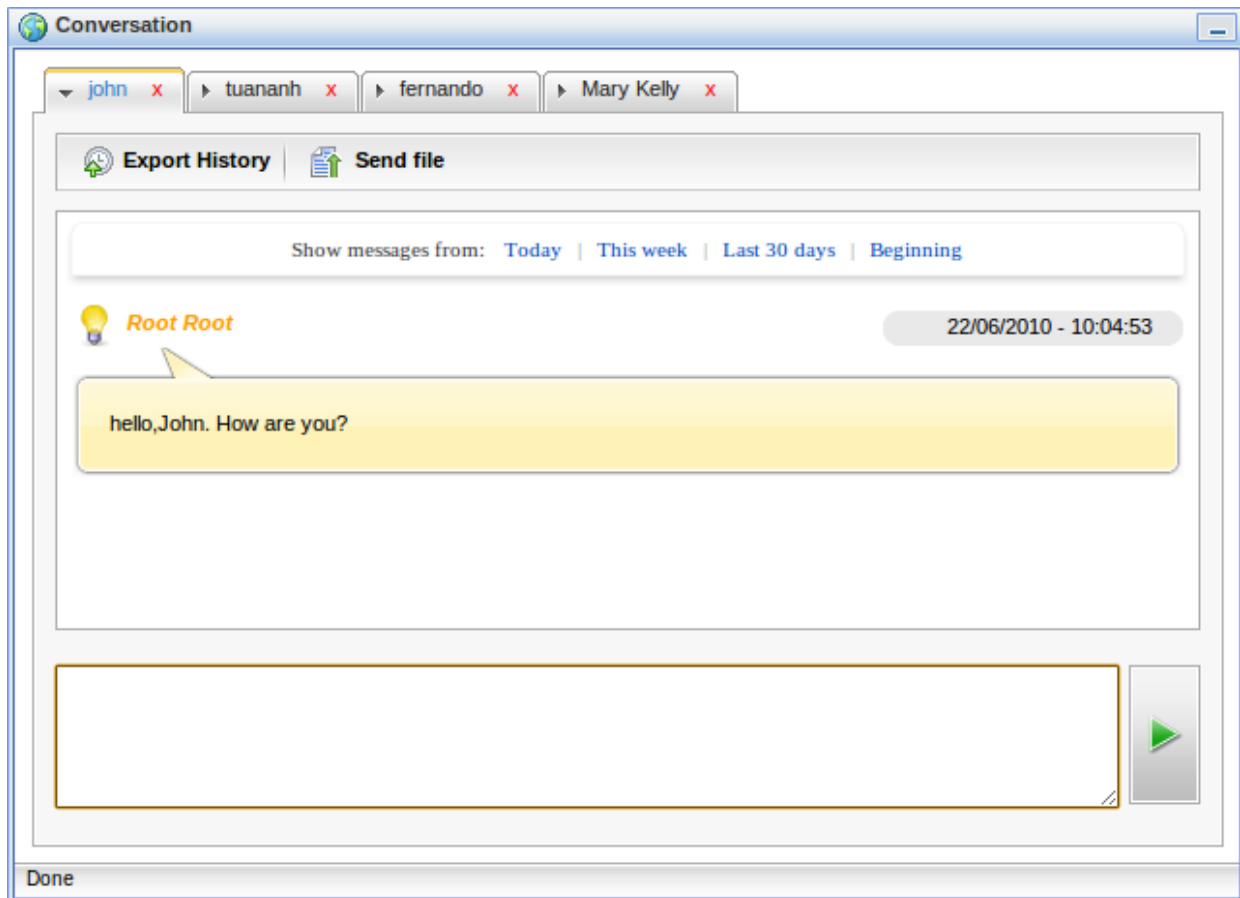 Conversation
john x tuananh x fernando x Mary Kelly x
Export History Send file
Show messages from: Today | This week | Last 30 days | Beginning
Root Root 22/06/2010 - 10:04:53
hello,John. How are you?
Done